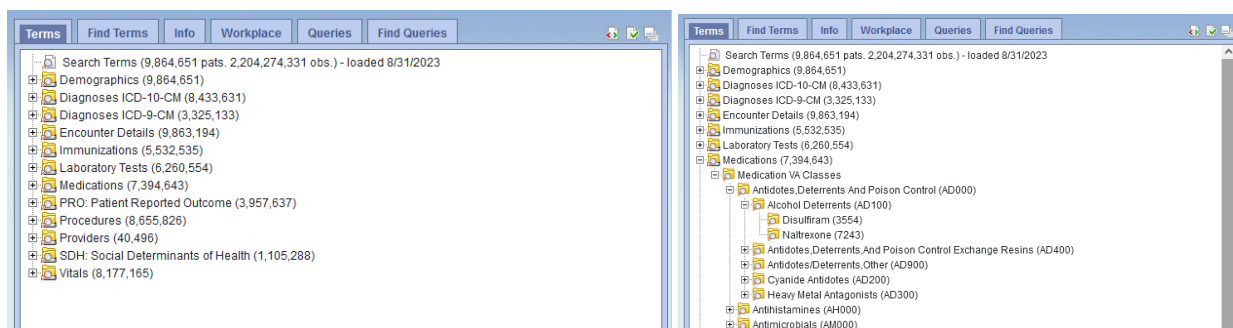 Terms Find Terms Info Workplace Queries Find Queries
Search Terms (9,864,651 pats. 2,204,274,331 obs.) - loaded 8/31/2023
Demographics (9,864,651)
Diagnoses ICD-10-CM (8,433,631)
Diagnoses ICD-9-CM (3,325,133)
Encounter Details (9,863,194)
Immunizations (5,532,535)
Laboratory Tests (6,260,554)
Medications (7,394,643)
PRO: Patient Reported Outcome (3,957,637)
Procedures (8,655,826)
Providers (40,496)
SDH: Social Determinants of Health (1,105,288)
Vitals (8,177,165)
Terms Find Terms Info Workplace Queries Find Queries
Search Terms (9,864,651 pats. 2,204,274,331 obs.) - loaded 8/31/2023
Demographics (9,864,651)
Diagnoses ICD-10-CM (8,433,631)
Diagnoses ICD-9-CM (3,325,133)
Encounter Details (9,863,194)
Immunizations (5,532,535)
Laboratory Tests (6,260,554)
Medications (7,394,643)
Medication VA Classes
Antidotes,Deterrents And Poison Control (AD000)
Alcohol Deterrents (AD100)
Disulfiram (3554)
Naltrexone (7243)
Antidotes,Deterrents,And Poison Control Exchange Resins (AD400)
Antidotes/Deterrents,Other (AD900)
Cyanide Antidotes (AD200)
Heavy Metal Antagonists (AD300)
Antihistamines (AH000)
Antimicrobials (AM000)